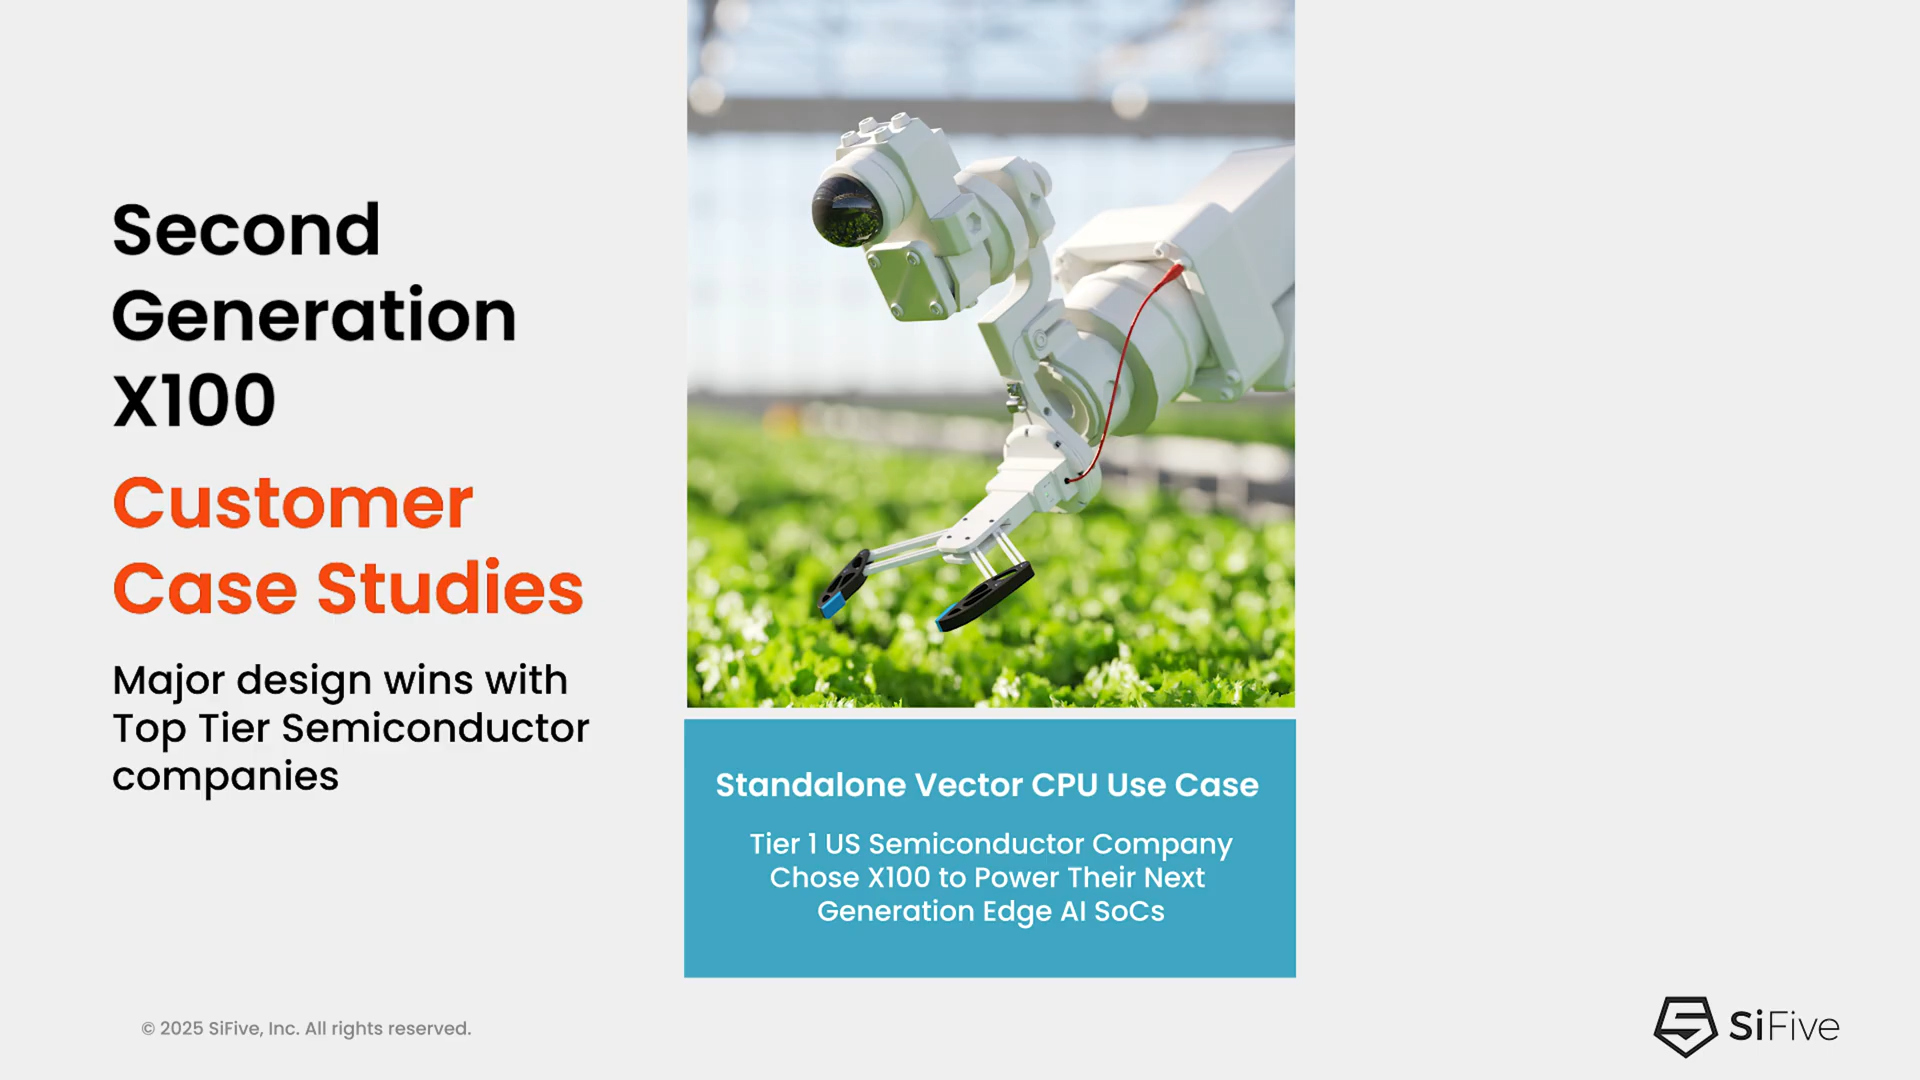 Second
Generation
X100
Customer
Case Studies
Major design wins with
Top Tier Semiconductor
companies
Standalone Vector CPU Use Case
Tier 1 US Semiconductor Company
Chose X100 to Power Their Next
Generation Edge AI SoCs
© 2025 SiFive, Inc. All rights reserved.
SiFive